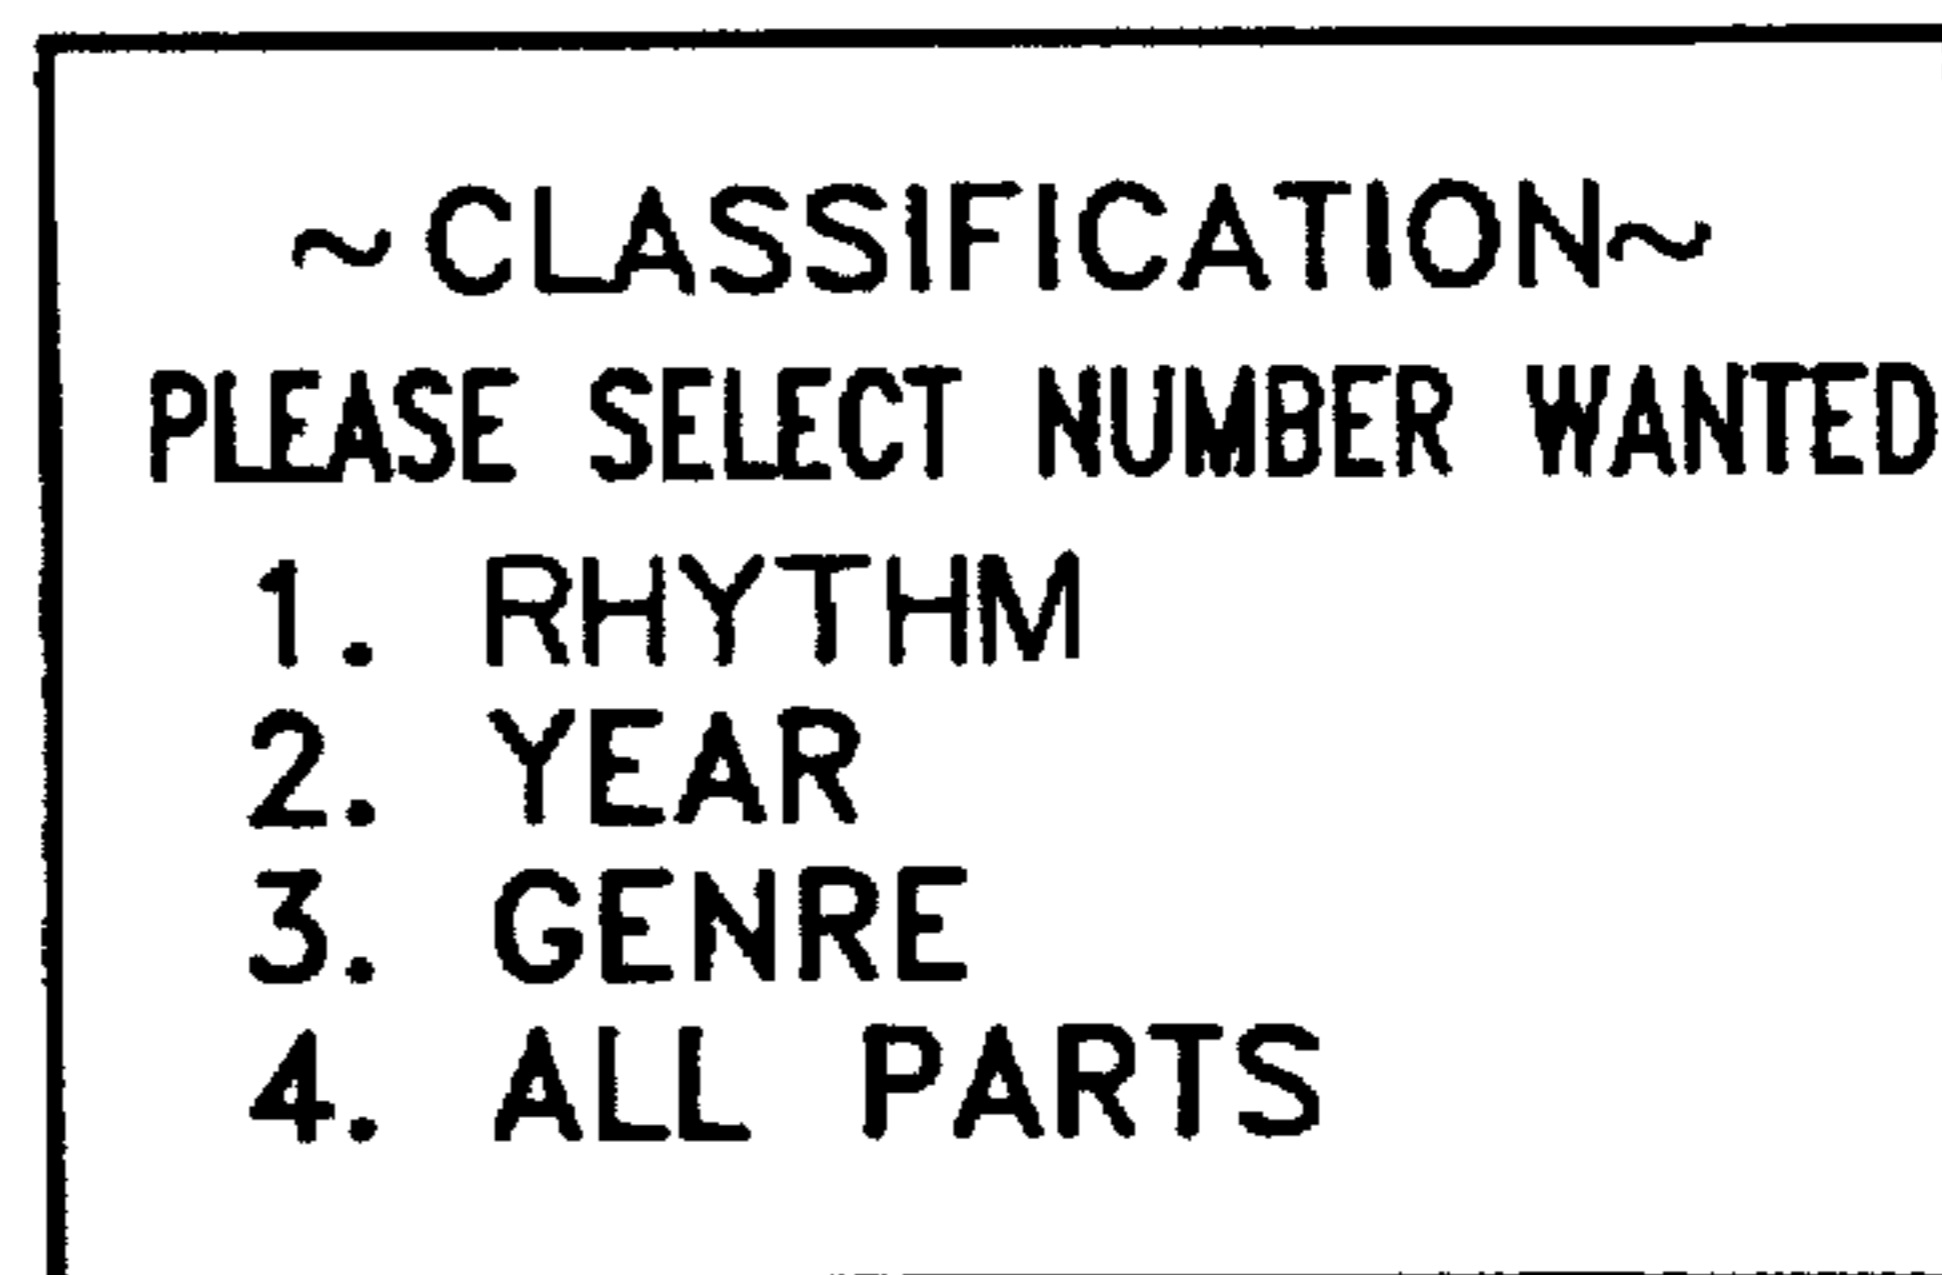 ~CLASSIFICATION~
PLEASE SELECT NUMBER WANTED
1. RHYTHM
2. YEAR
3. GENRE
4. ALL PARTS